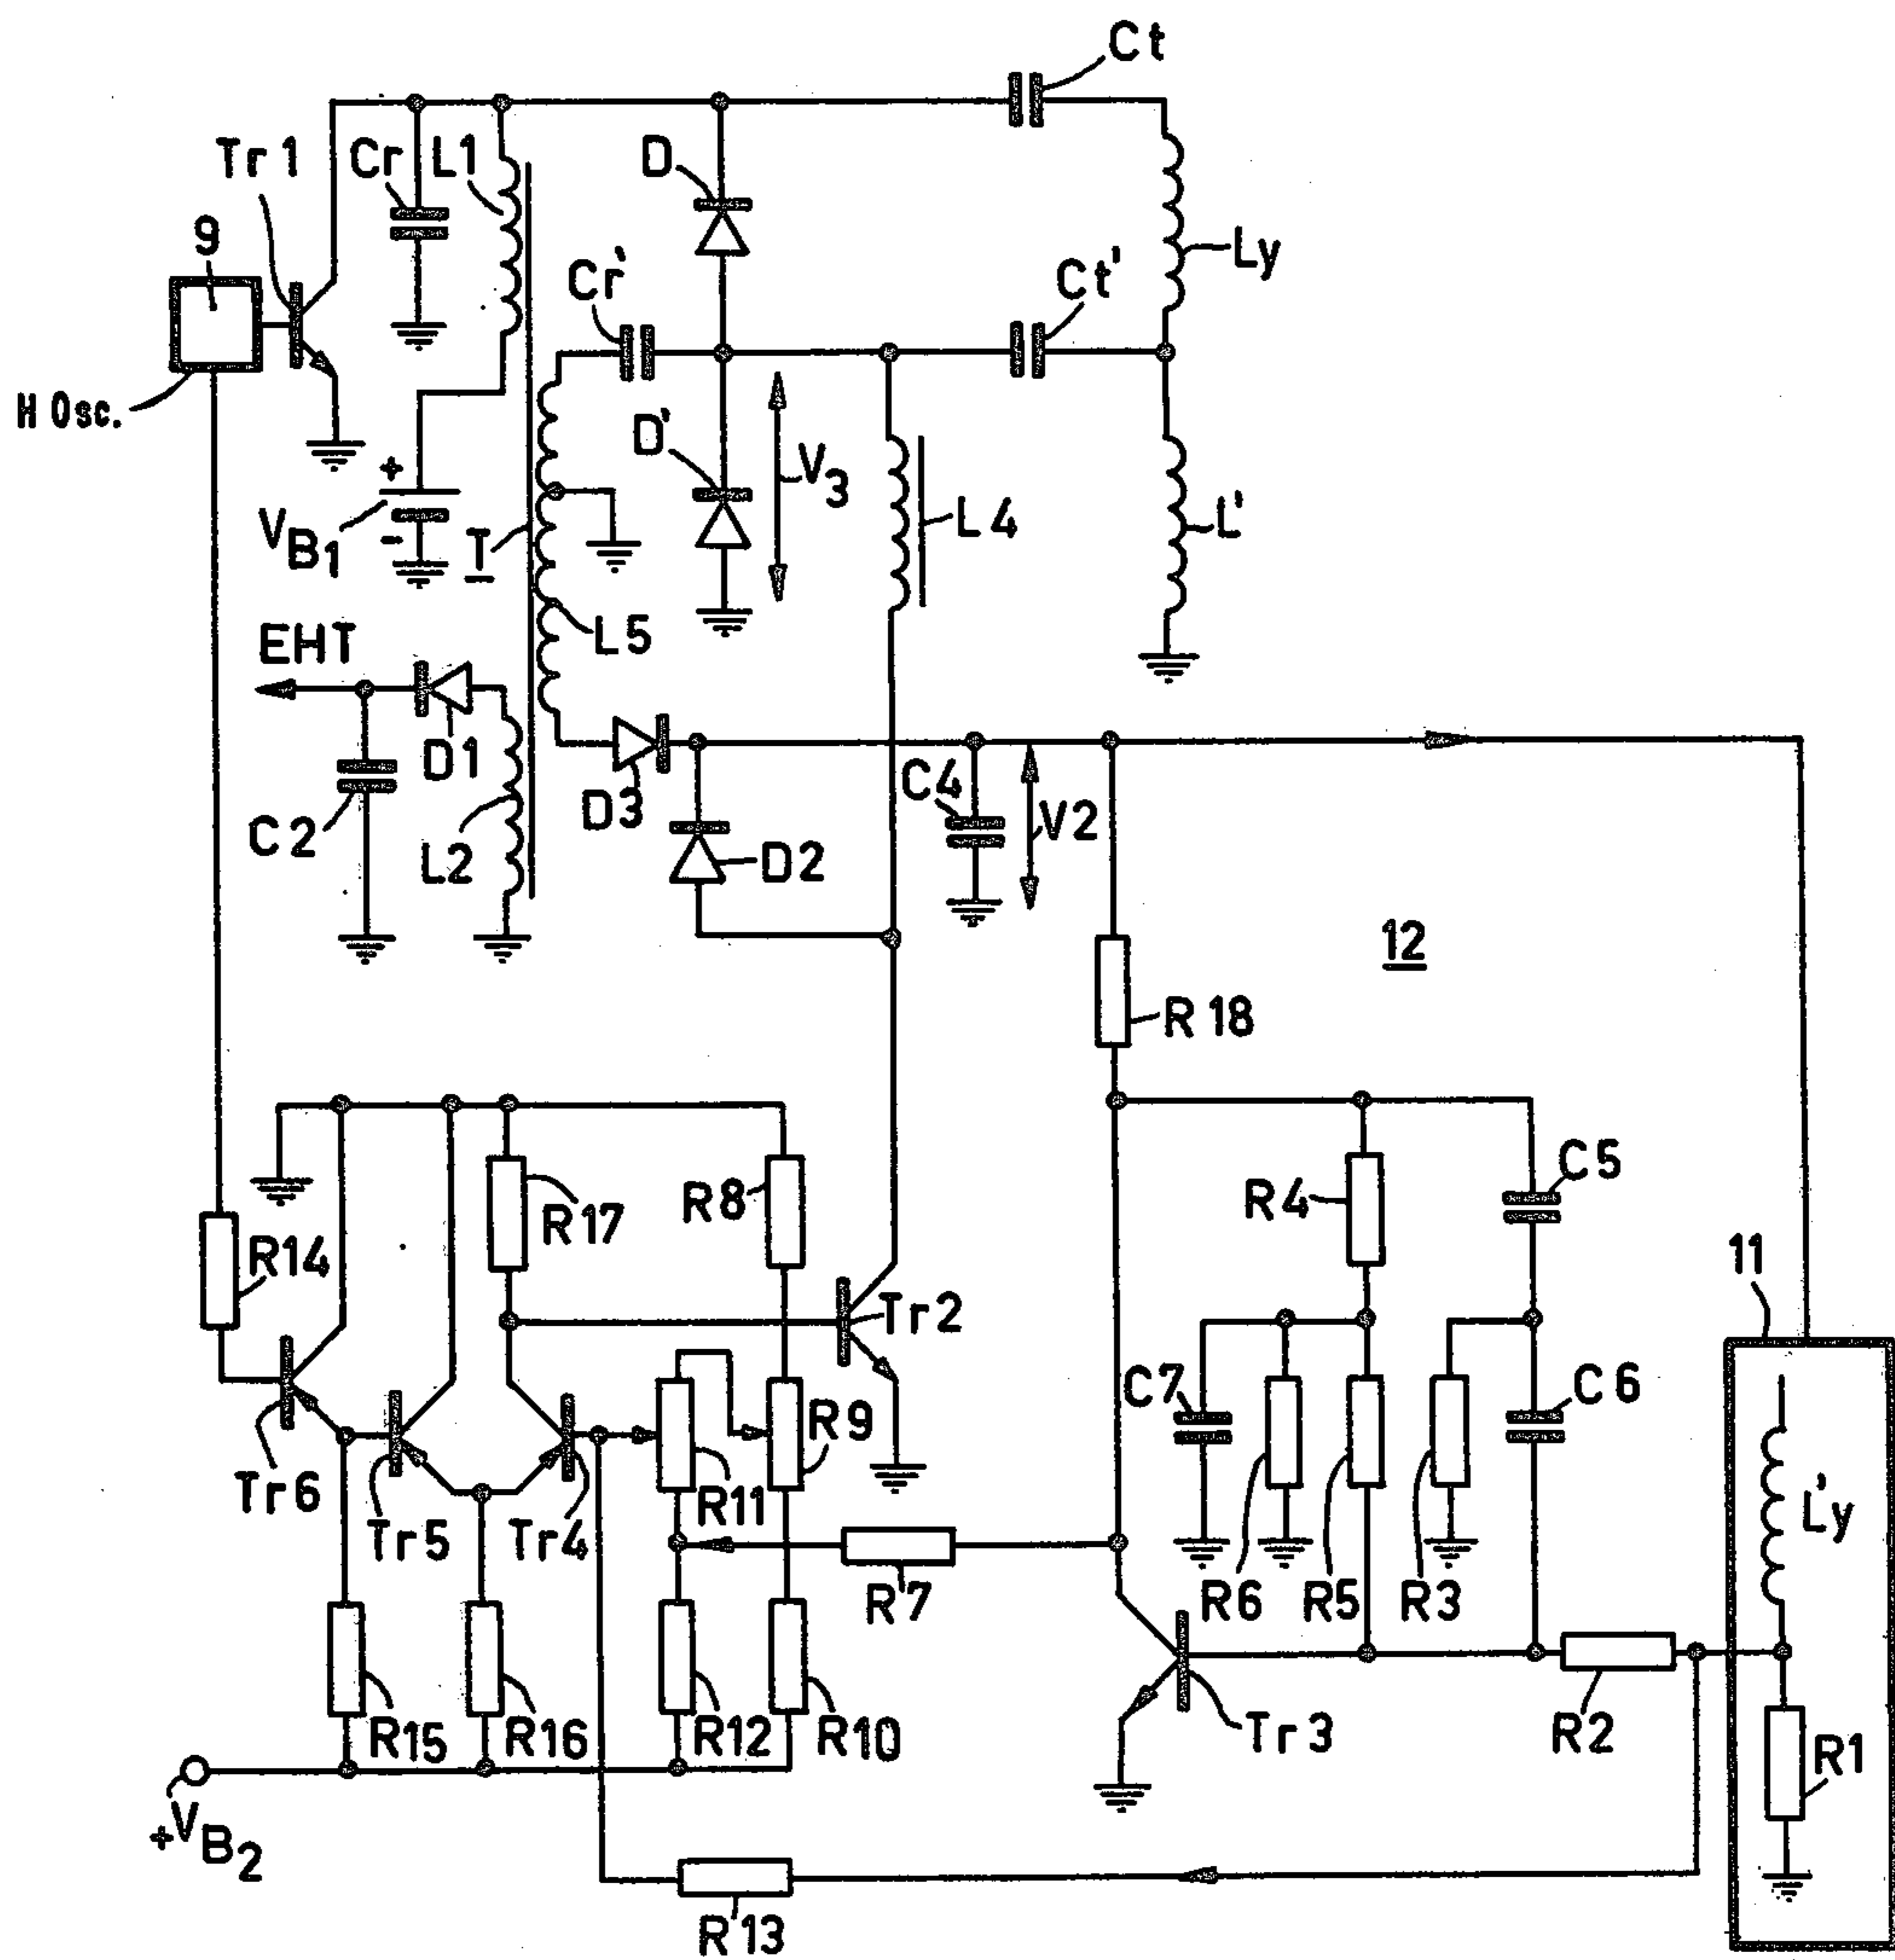 Ct
Tr1
Cr
L1
D
9
Ly
Cr'
Ct'
H Osc.
D'
V3
L4
L'
+
VB1
-
T
EHT
L5
D1
D3
C4
V2
C2
L2
D2
12
R18
C5
R4
R17
R8
11
R14
Tr2
C7
C6
R9
L'y
Tr6
R11
Tr5
Tr4
R7
R6
R5
R3
R15
R16
R12
R10
Tr3
R2
R1
+VB2
R13